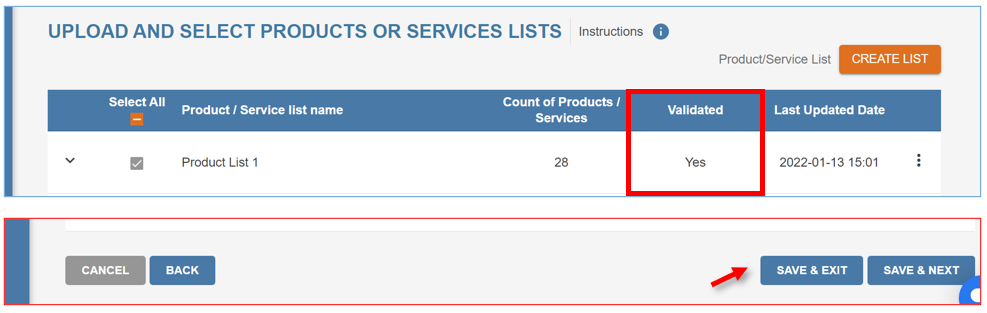 UPLOAD AND SELECT PRODUCTS OR SERVICES LISTS Instructions
Product/Service List CREATE LIST
Select All Product / Service list name Count of Products / Services Validated Last Updated Date
Product List 1 28 Yes 2022-01-13 15:01
CANCEL BACK SAVE & EXIT SAVE & NEXT